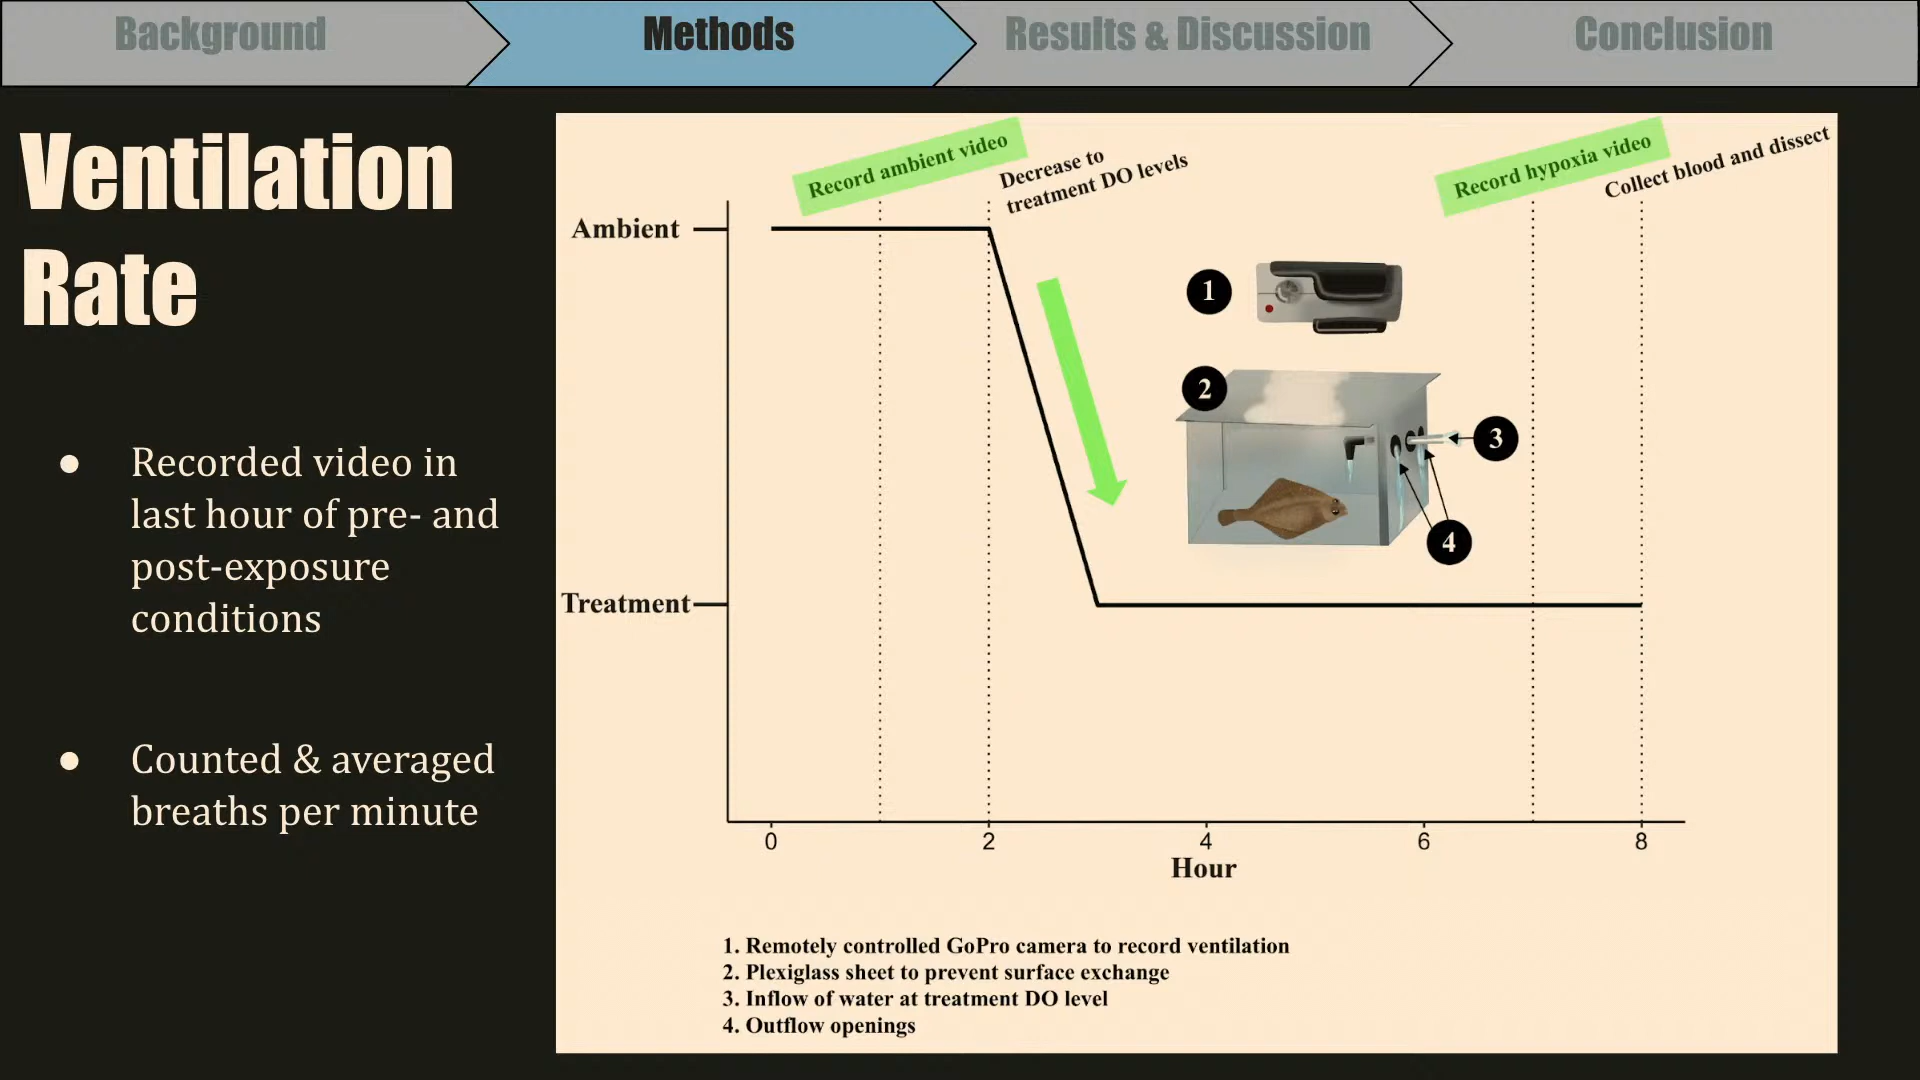 Background
Methods
Results & Discussion
Conclusion
Ventilation
Rate
● Recorded video in
last hour of pre- and
post-exposure
conditions
● Counted & averaged
breaths per minute
Record ambient video
Decrease to
treatment DO levels
Record hypoxia video
Collect blood and dissect
Ambient
Treatment
1
2
3
4
0
2
4
6
8
Hour
1. Remotely controlled GoPro camera to record ventilation
2. Plexiglass sheet to prevent surface exchange
3. Inflow of water at treatment DO level
4. Outflow openings